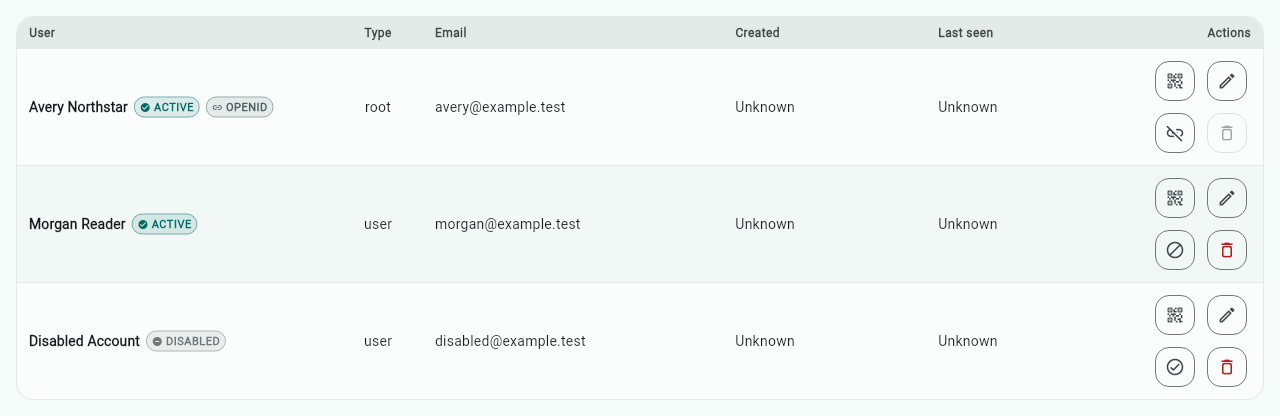 User Type Email Created Last seen Actions
Avery Northstar ACTIVE OPENID root avery@example.test Unknown Unknown
Morgan Reader ACTIVE user morgan@example.test Unknown Unknown
Disabled Account DISABLED user disabled@example.test Unknown Unknown